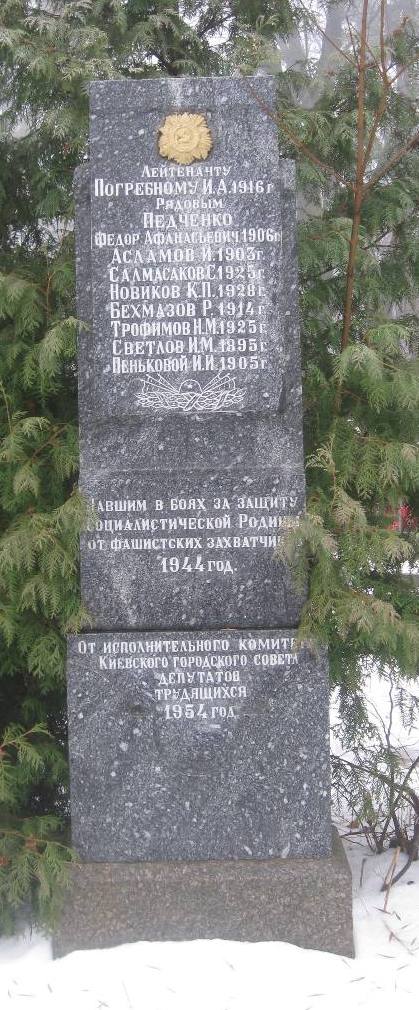 Лейтенанту
Погребному И.А. 1916 г
Рядовым
Педченко
Федор Афанасьевич 1906 г
Асламов И. 1903 г.
Салмасаков С. 1925 г.
Новиков К.П. 1928 г.
Бехмазов Р. 1914 г.
Трофимов Н.М. 1925 г.
Светлов И.М. 1895 г.
Пеньковой И.И. 1905 г.
Павшим в боях за защиту
Социалистической Родины
от фашистских захватчик
1944 год.
От исполнительного комите
Киевского городского совета
депутатов
трудящихся
1954 год